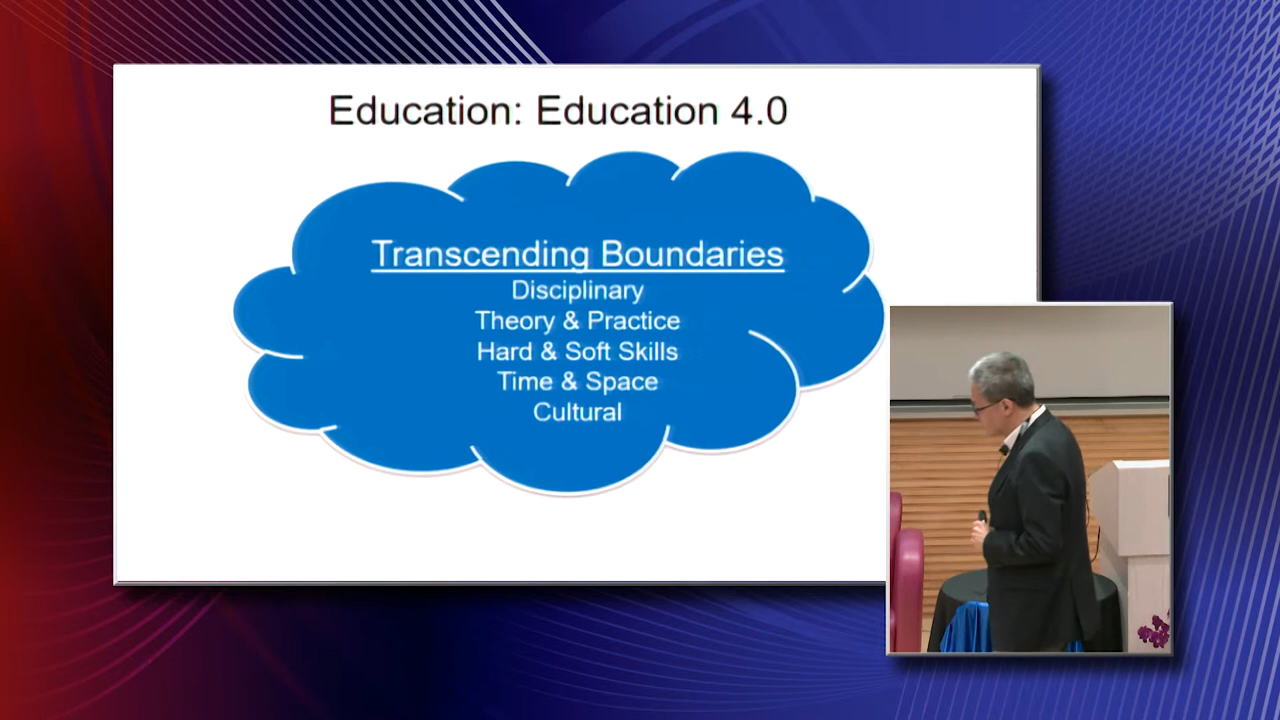 Education: Education 4.0
Transcending Boundaries
Disciplinary
Theory & Practice
Hard & Soft Skills
Time & Space
Cultural